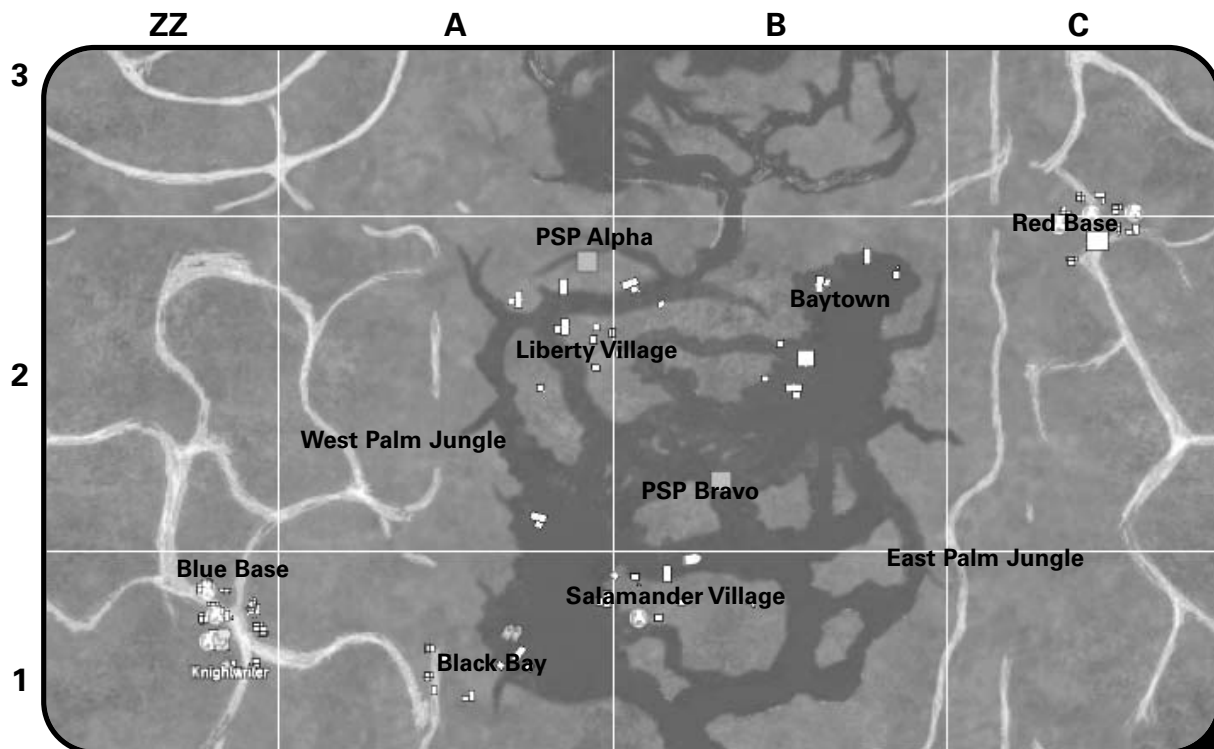 ZZ A B C
3
Red Base
PSP Alpha
Baytown
Liberty Village
2
West Palm Jungle
PSP Bravo
East Palm Jungle
Blue Base
Salamander Village
Black Bay
Knightwriler
1